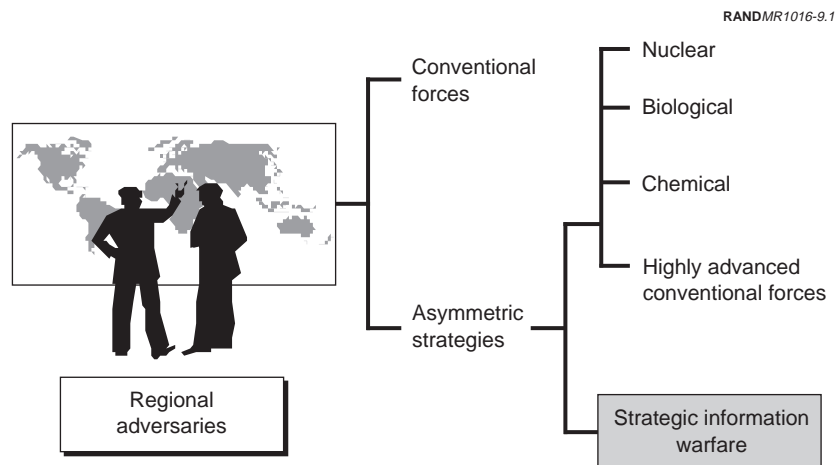 RANDMR1016-9.1
Conventional
forces
Asymmetric
strategies
Regional
adversaries
Nuclear
Biological
Chemical
Highly advanced
conventional forces
Strategic information
warfare